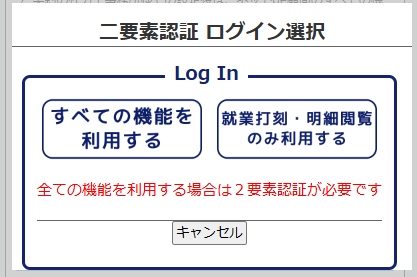 二要素認証 ログイン選択
Log In
すべての機能を
利用する
就業打刻・明細閲覧
のみ利用する
全ての機能を利用する場合は２要素認証が必要です
キャンセル